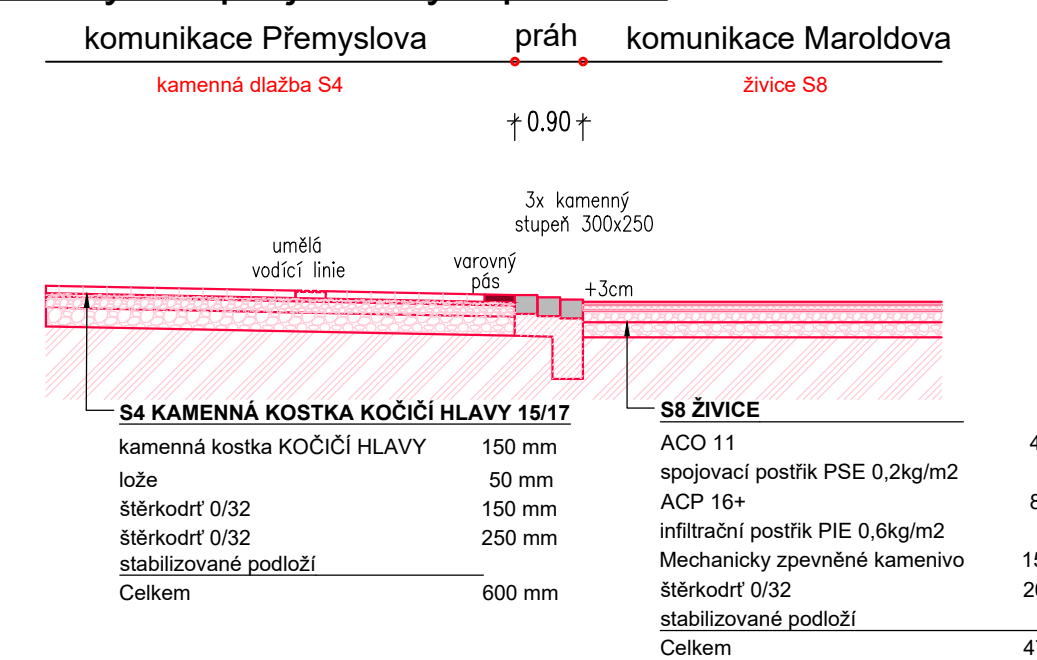 komunikace Přemyslova
práh
komunikace Maroldova
kamenná dlažba S4
živice S8
0.90
3x kamenný
stupeň 300x250
umělá
vodící linie
varovný
pás
+3cm
S4 KAMENNÁ KOSTKA KOČIČÍ HLAVY 15/17
kamenná kostka KOČIČÍ HLAVY 150 mm
lože 50 mm
štěrkodrť 0/32 150 mm
štěrkodrť 0/32 250 mm
stabilizované podloží
Celkem 600 mm
S8 ŽIVICE
ACO 11
spojovací postřik PSE 0,2kg/m2
ACP 16+
infiltrační postřik PIE 0,6kg/m2
Mechanicky zpevněné kamenivo
štěrkodrť 0/32
stabilizované podloží
Celkem